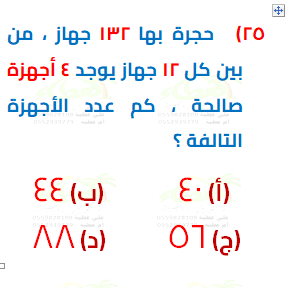 ٢٥) حجرة بها ١٣٢ جهاز ، من
بين كل ١٢ جهاز يوجد ٤ أجهزة
صالحة ، كم عدد الأجهزة
التالفة ؟
(أ) ٤٠ (ب) ٤٤
(ج) ٥٦ (د) ٨٨